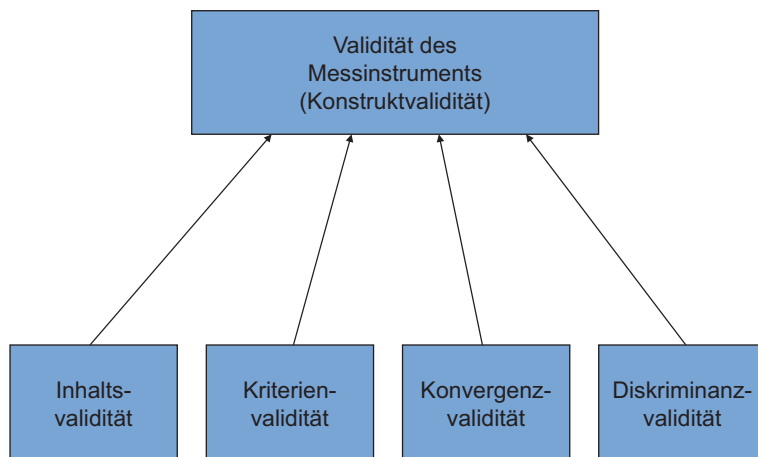 Validität des
Messinstruments
(Konstruktvalidität)
Inhalts-
validität
Kriterien-
validität
Konvergenz-
validität
Diskriminanz-
validität